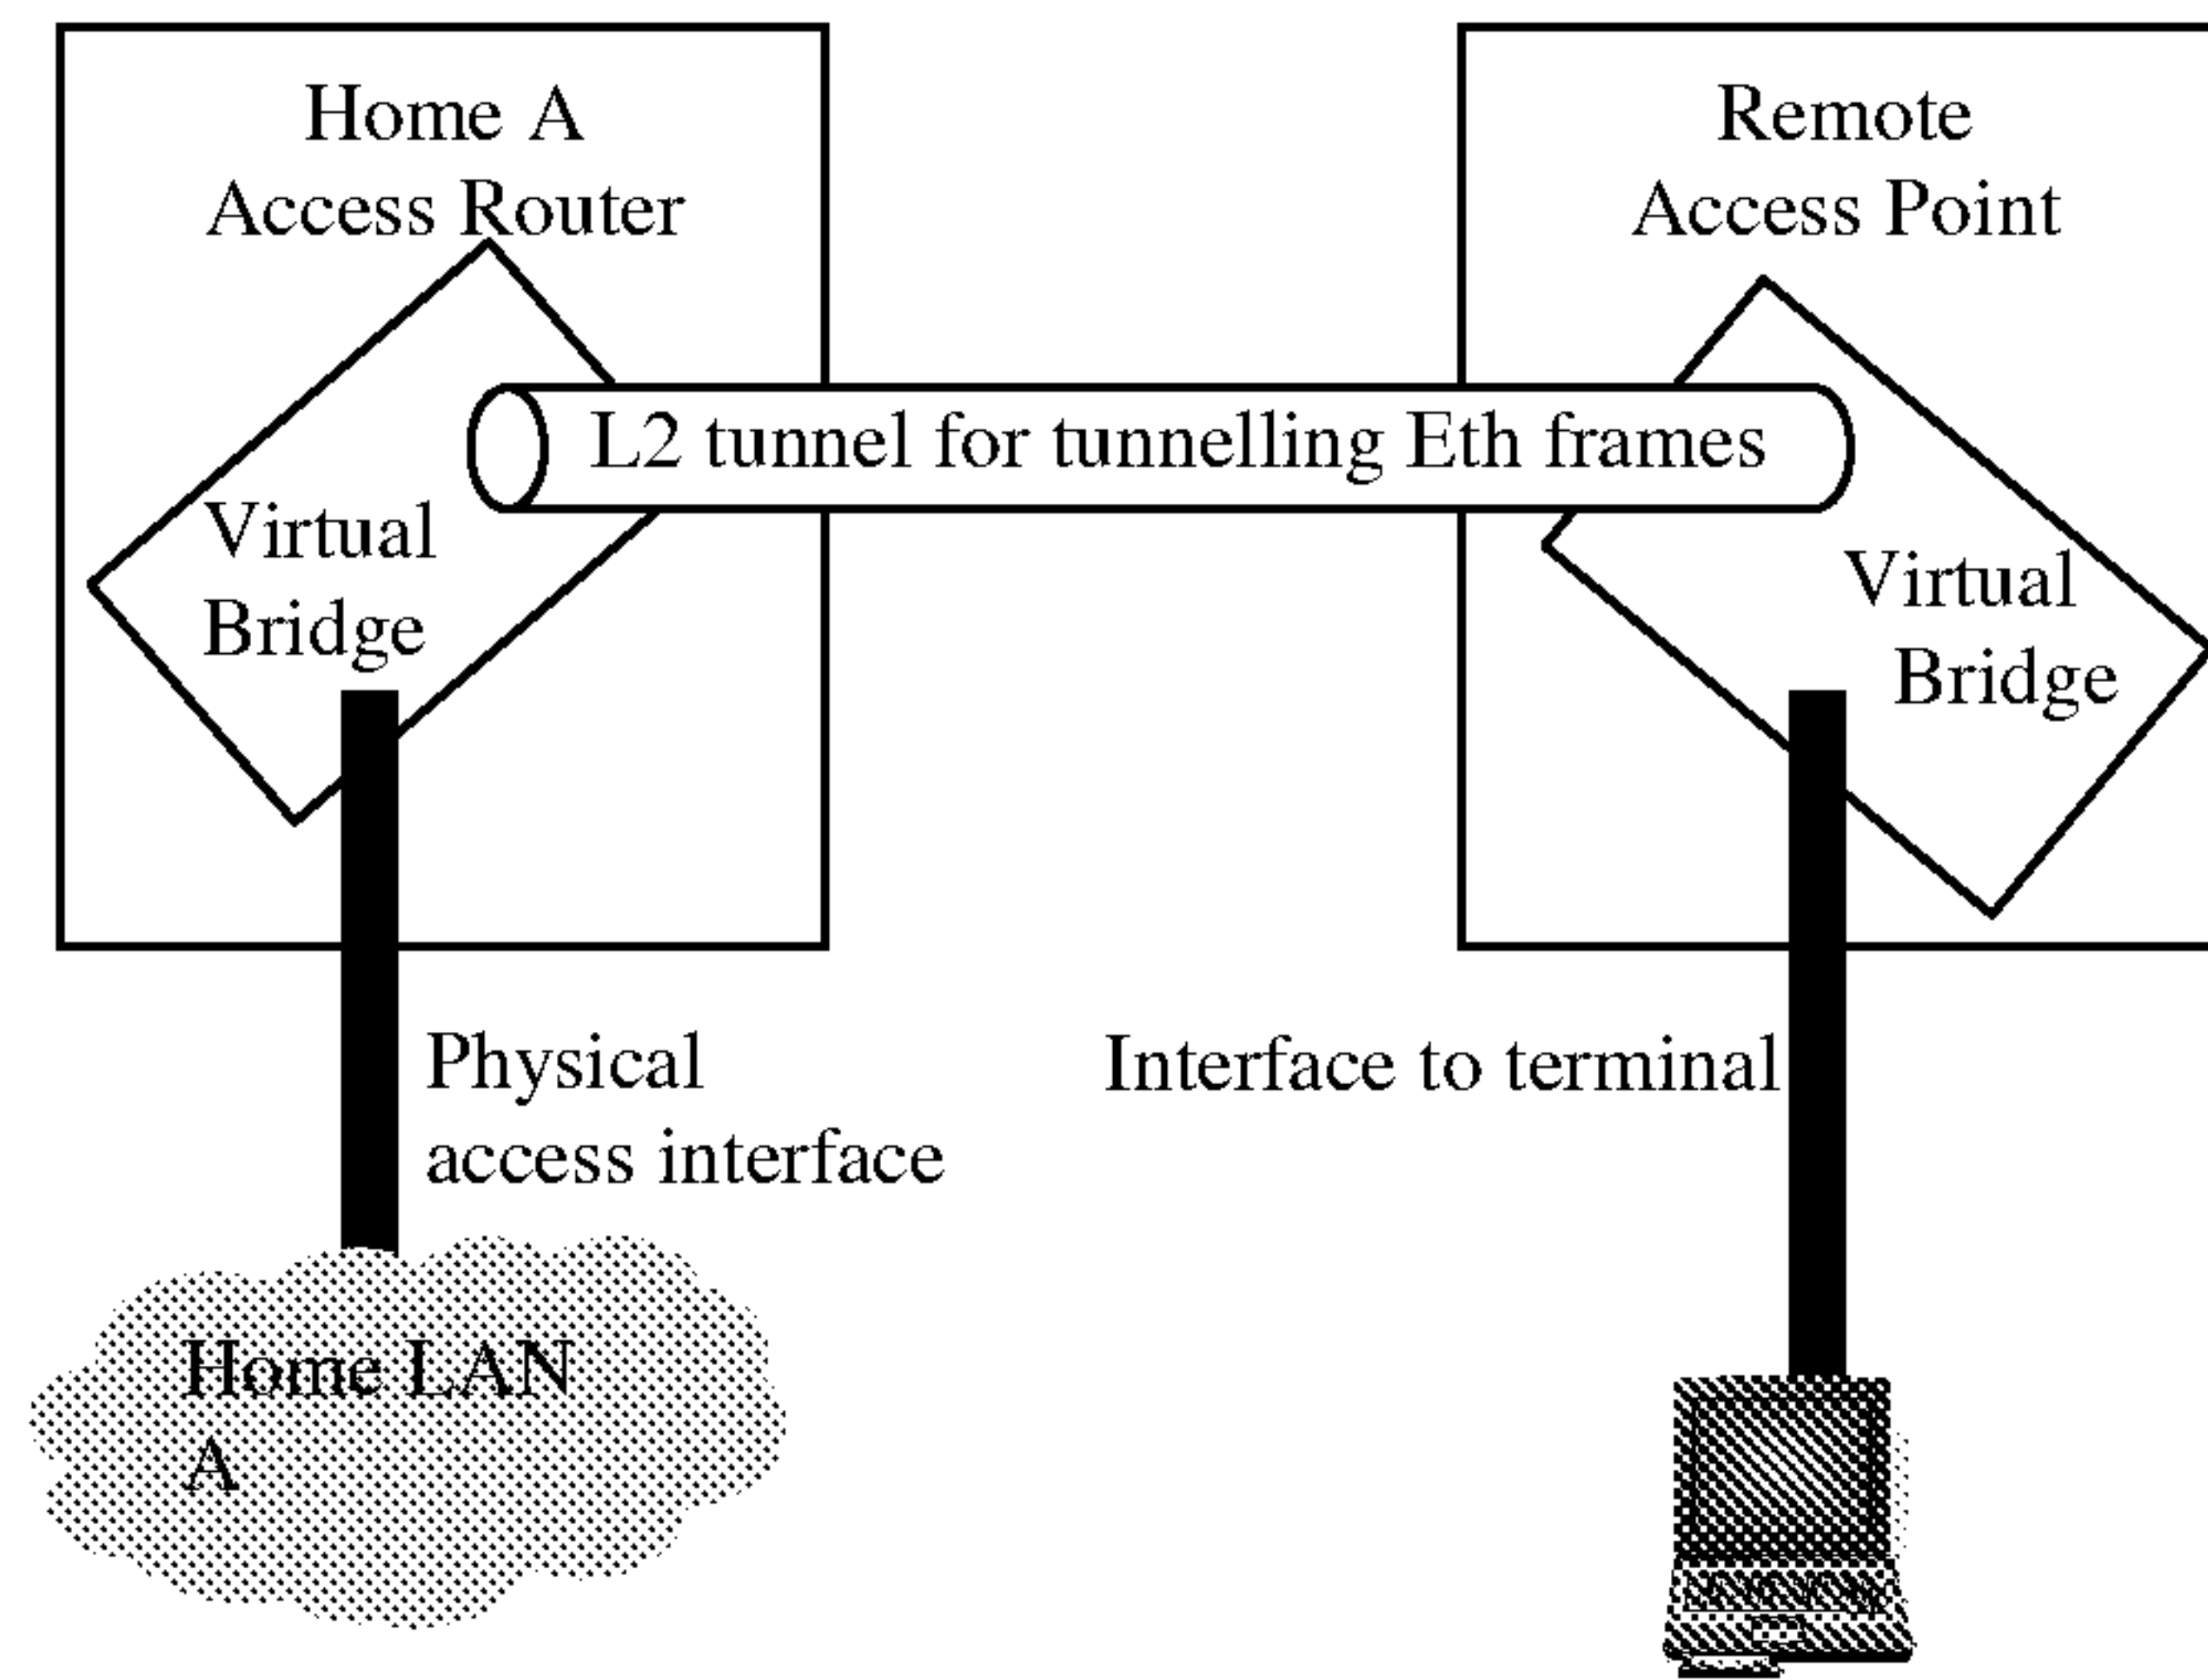 Home A
Access Router
Remote
Access Point
L2 tunnel for tunnelling Eth frames
Virtual
Bridge
Virtual
Bridge
Physical
access interface
Interface to terminal
Home LAN
A